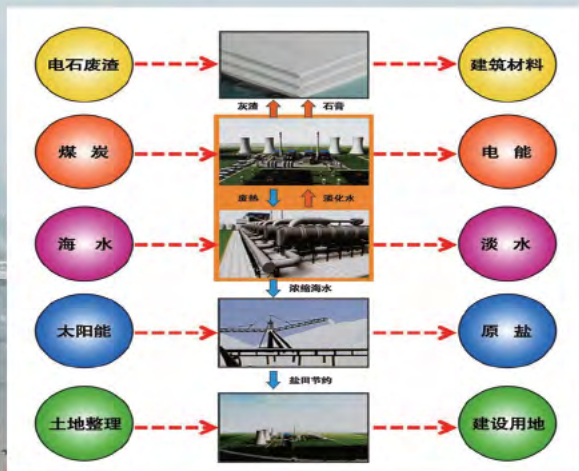 电石废渣
建筑材料
灰渣
石膏
煤炭
电能
废热
淡化水
海水
淡水
浓缩海水
太阳能
原盐
盐田节约
土地整理
建设用地